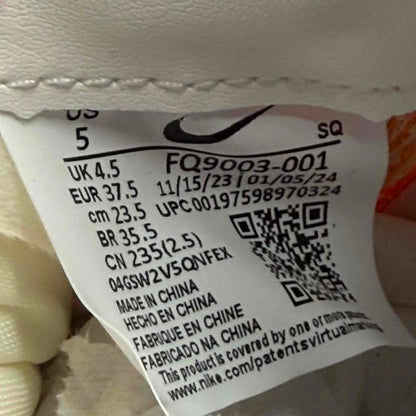 US
5
SQ
UK 4.5
EUR 37.5
cm 23.5
BR 35.5
CN 235(2.5)
FQ9003-001
11/15/23 | 01/05/24
UPC 00197598970324
04GSW2V5QNFEX
MADE IN CHINA
HECHO EN CHINA
FABRIQUE EN CHINE
FABRICADO NA CHINA
This product is covered by one or more
www.nike.com/patentsvirtualmar